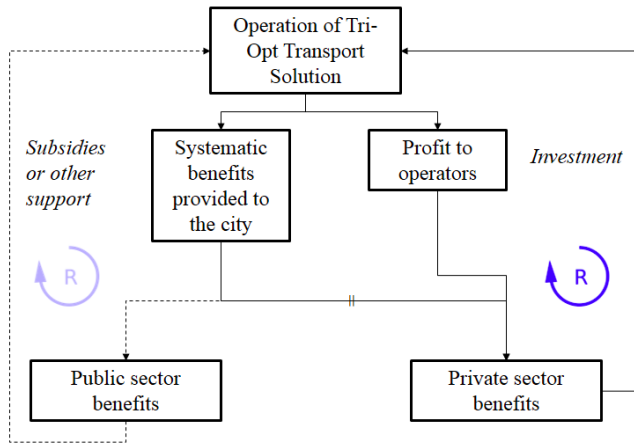 Operation of Tri-
Opt Transport
Solution
Subsidies
or other
support
Systematic
benefits
provided to
the city
Profit to
operators
Investment
R
R
Public sector
benefits
Private sector
benefits